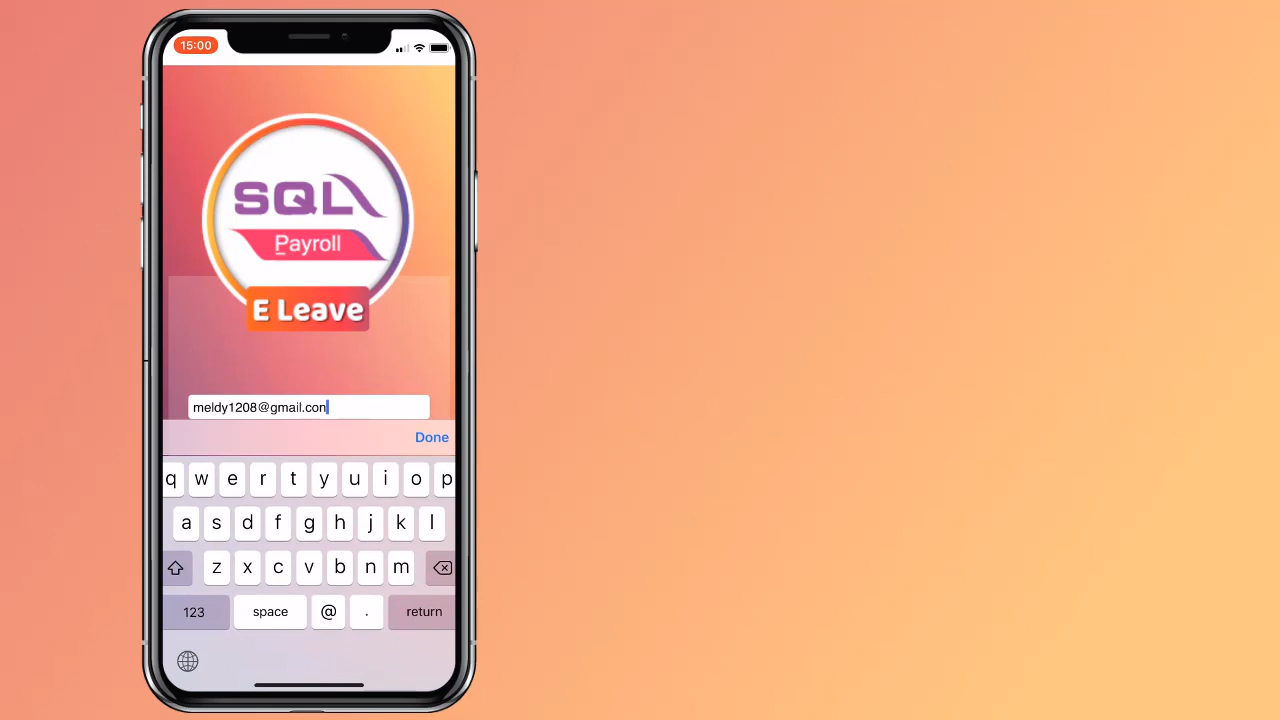 15:00
SQL
Payroll
E Leave
meldy1208@gmail.con
Done
q w e r t y u i o p
a s d f g h j k l
z x c v b n m
123 space @ . return